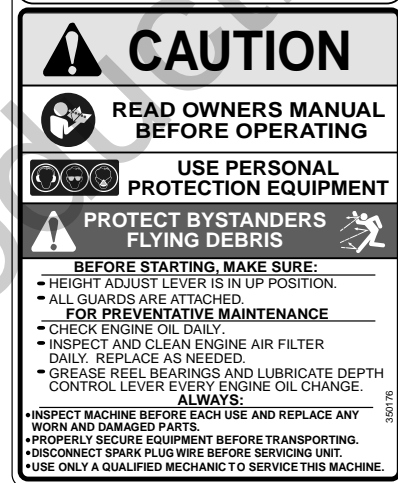 CAUTION
READ OWNERS MANUAL
BEFORE OPERATING
USE PERSONAL
PROTECTION EQUIPMENT
PROTECT BYSTANDERS
FLYING DEBRIS
BEFORE STARTING, MAKE SURE:
- HEIGHT ADJUST LEVER IS IN UP POSITION.
- ALL GUARDS ARE ATTACHED.
FOR PREVENTATIVE MAINTENANCE
- CHECK ENGINE OIL DAILY.
- INSPECT AND CLEAN ENGINE AIR FILTER
DAILY. REPLACE AS NEEDED.
- GREASE REEL BEARINGS AND LUBRICATE DEPTH
CONTROL LEVER EVERY ENGINE OIL CHANGE.
ALWAYS:
•INSPECT MACHINE BEFORE EACH USE AND REPLACE ANY
WORN AND DAMAGED PARTS.
•PROPERLY SECURE EQUIPMENT BEFORE TRANSPORTING.
•DISCONNECT SPARK PLUG WIRE BEFORE SERVICING UNIT.
•USE ONLY A QUALIFIED MECHANIC TO SERVICE THIS MACHINE.
350176